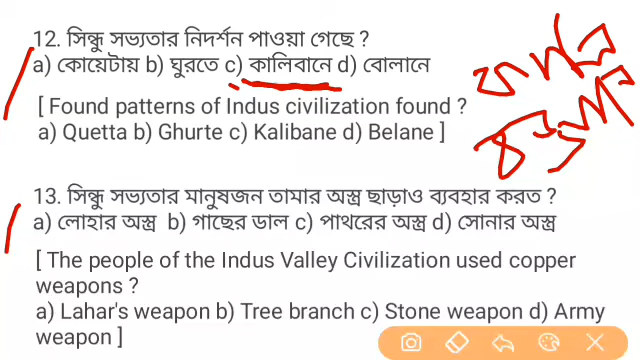 12. সিন্ধু সভ্যতার নিদর্শন পাওয়া গেছে ?
a) কোয়েটায় b) ঘুরতে c) কালিবানে d) বোলানে
[ Found patterns of Indus civilization found ?
a) Quetta b) Ghurte c) Kalibane d) Belane ]
13. সিন্ধু সভ্যতার মানুষজন তামার অস্ত্র ছাড়াও ব্যবহার করত ?
a) লোহার অস্ত্র b) গাছের ডাল c) পাথরের অস্ত্র d) সোনার অস্ত্র
[ The people of the Indus Valley Civilization used copper
weapons ?
a) Lahar's weapon b) Tree branch c) Stone weapon d) Army
weapon ]